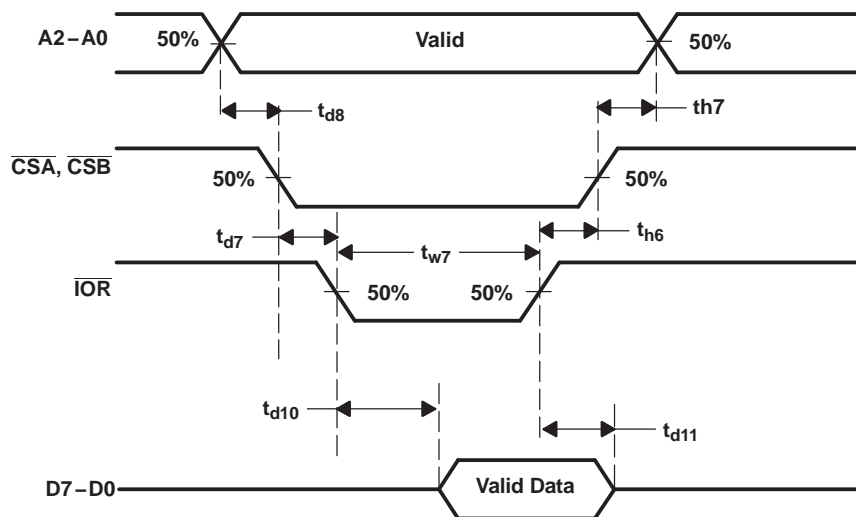 A2–A0 50% Valid 50%
td8 th7
CSA, CSB 50% 50%
td7 tw7 th6
IOR 50% 50%
td10 td11
D7–D0 Valid Data